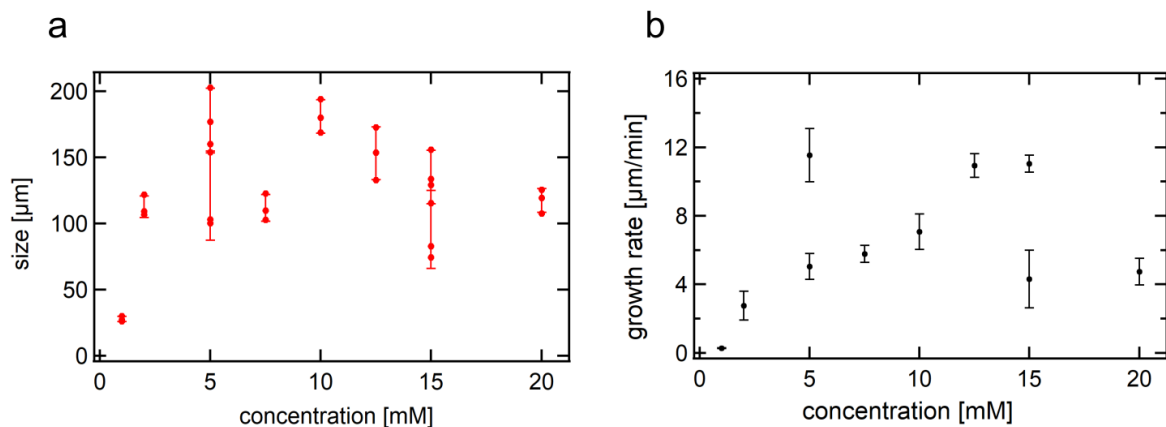 a
200
150
100
50
0
size [µm]
0 5 10 15 20
concentration [mM]
b
16
12
8
4
0
growth rate [µm/min]
0 5 10 15 20
concentration [mM]